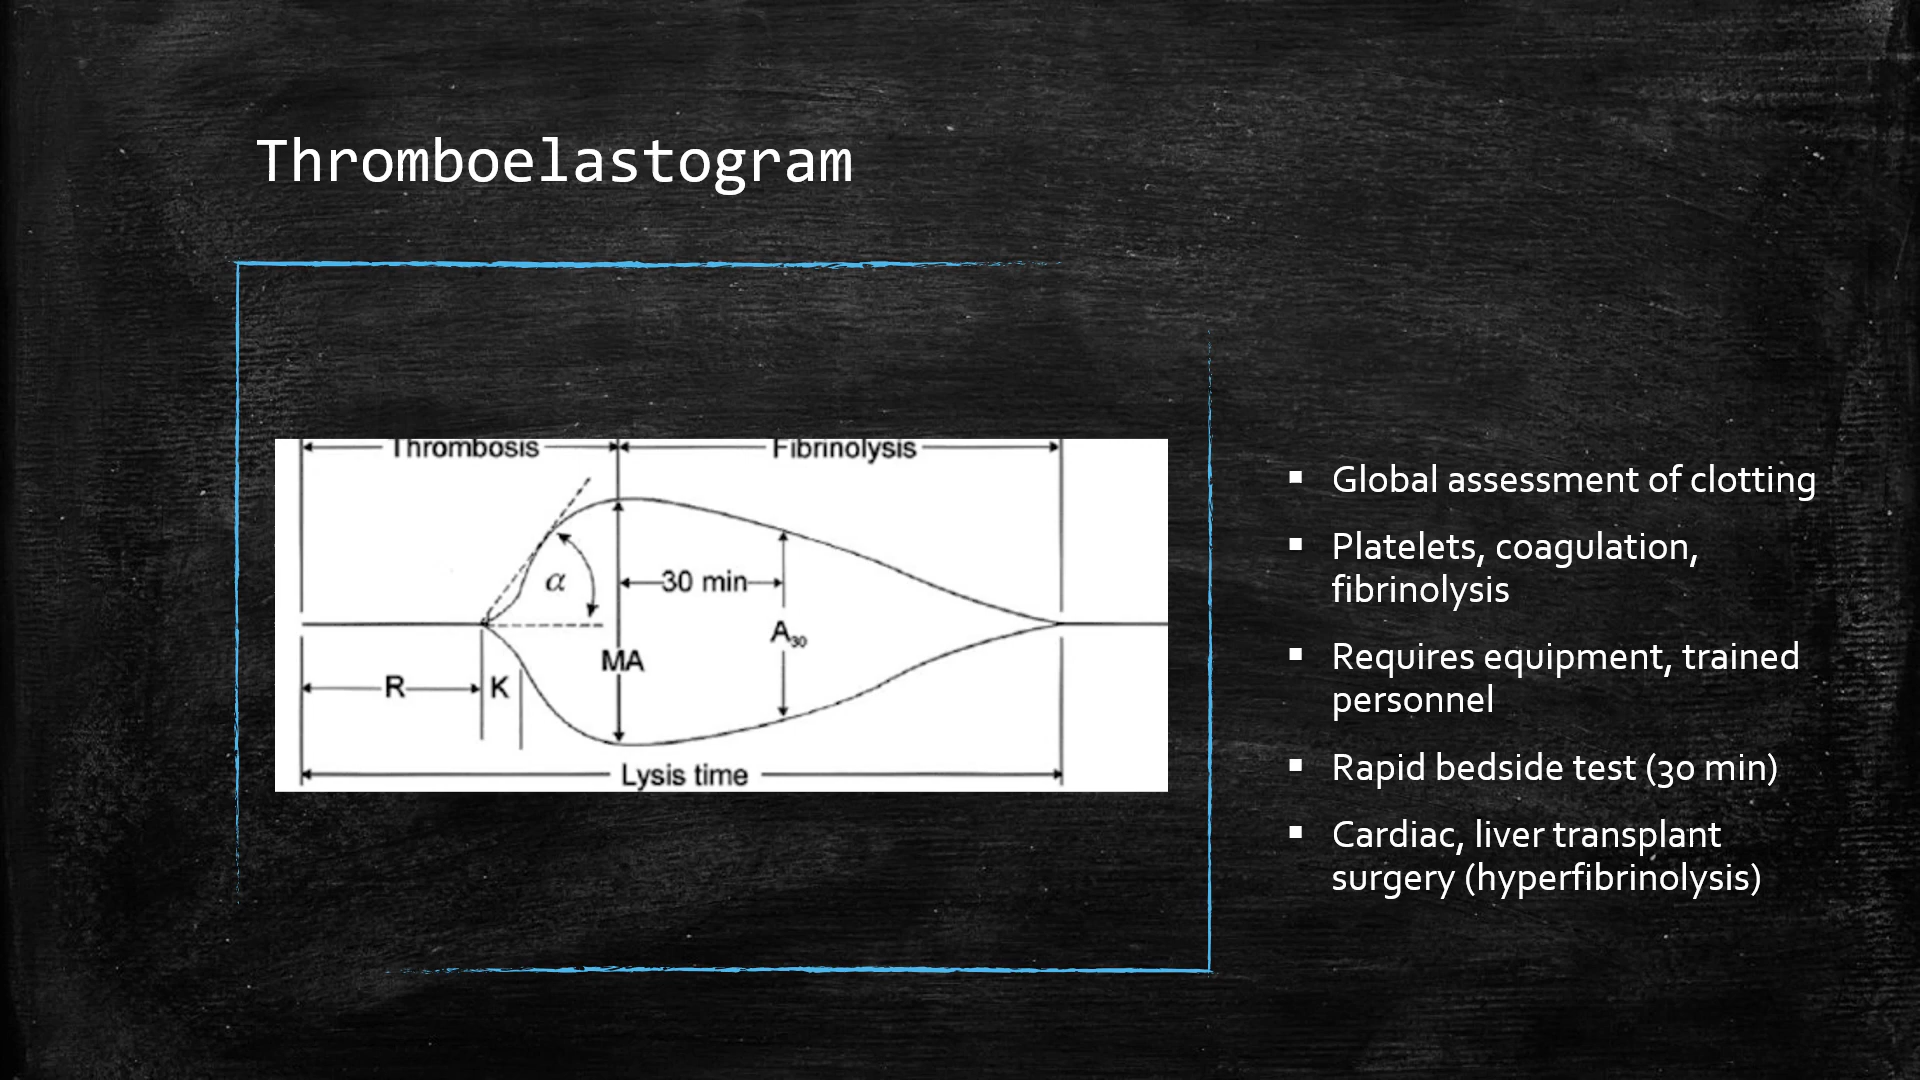 Thromboelastogram
Thrombosis
Fibrinolysis
α
30 min
A30
MA
R
K
Lysis time
▪ Global assessment of clotting
▪ Platelets, coagulation,
fibrinolysis
▪ Requires equipment, trained
personnel
▪ Rapid bedside test (30 min)
▪ Cardiac, liver transplant
surgery (hyperfibrinolysis)